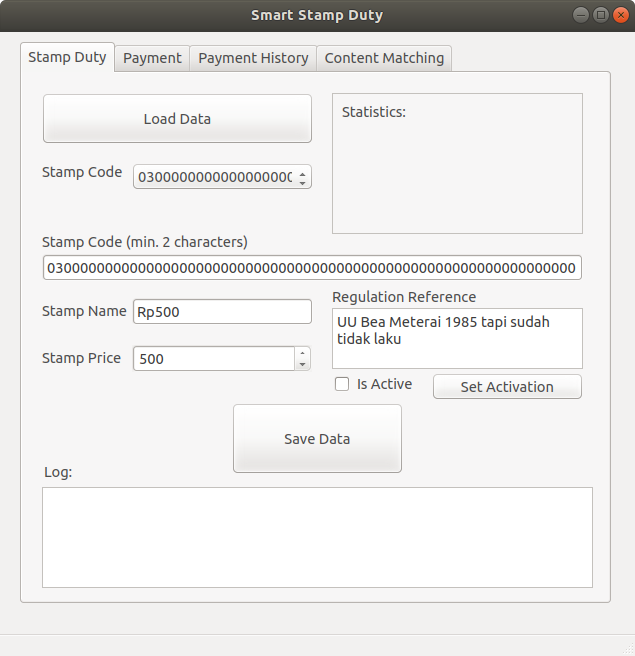 Smart Stamp Duty
Stamp Duty
Payment
Payment History
Content Matching
Load Data
Statistics:
Stamp Code
0300000000000000000
Stamp Code (min. 2 characters)
0300000000000000000000000000000000000000000000000000000000000000
Stamp Name
Rp500
Regulation Reference
UU Bea Meterai 1985 tapi sudah
tidak laku
Stamp Price
500
Is Active
Set Activation
Save Data
Log: